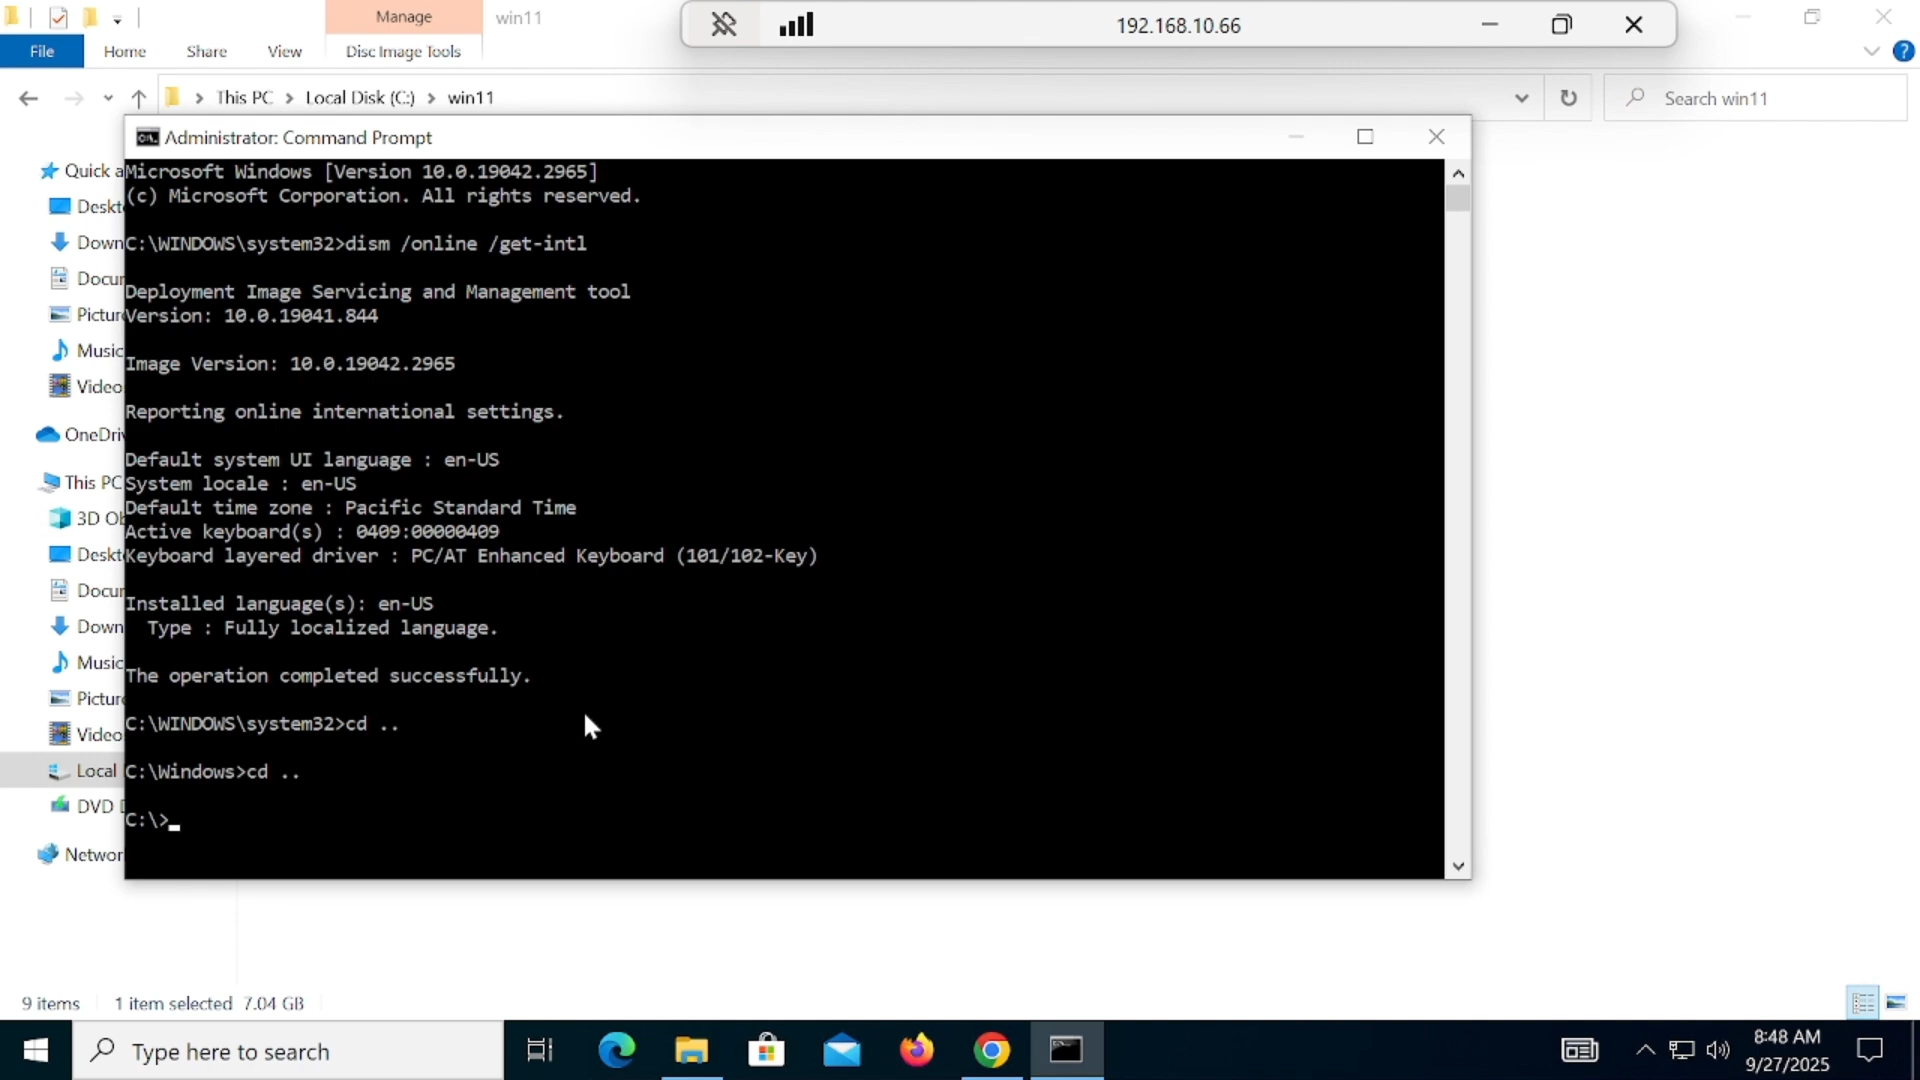 Manage
win11
192.168.10.66
File
Home
Share
View
Disc Image Tools
This PC
Local Disk (C:)
win11
Search win11
Administrator: Command Prompt
Quick a
Deskt
Down
Docur
Pictur
Music
Video
OneDriv
This PC
3D Ob
Deskt
Docur
Down
Music
Pictur
Video
Local
DVD D
Networ
Microsoft Windows [Version 10.0.19042.2965]
(c) Microsoft Corporation. All rights reserved.
C:\WINDOWS\system32>dism /online /get-intl
Deployment Image Servicing and Management tool
Version: 10.0.19041.844
Image Version: 10.0.19042.2965
Reporting online international settings.
Default system UI language : en-US
System locale : en-US
Default time zone : Pacific Standard Time
Active keyboard(s) : 0409:00000409
Keyboard layered driver : PC/AT Enhanced Keyboard (101/102-Key)
Installed language(s): en-US
Type : Fully localized language.
The operation completed successfully.
C:\WINDOWS\system32>cd ..
C:\Windows>cd ..
C:\>
9 items
1 item selected 7.04 GB
Type here to search
8:48 AM
9/27/2025